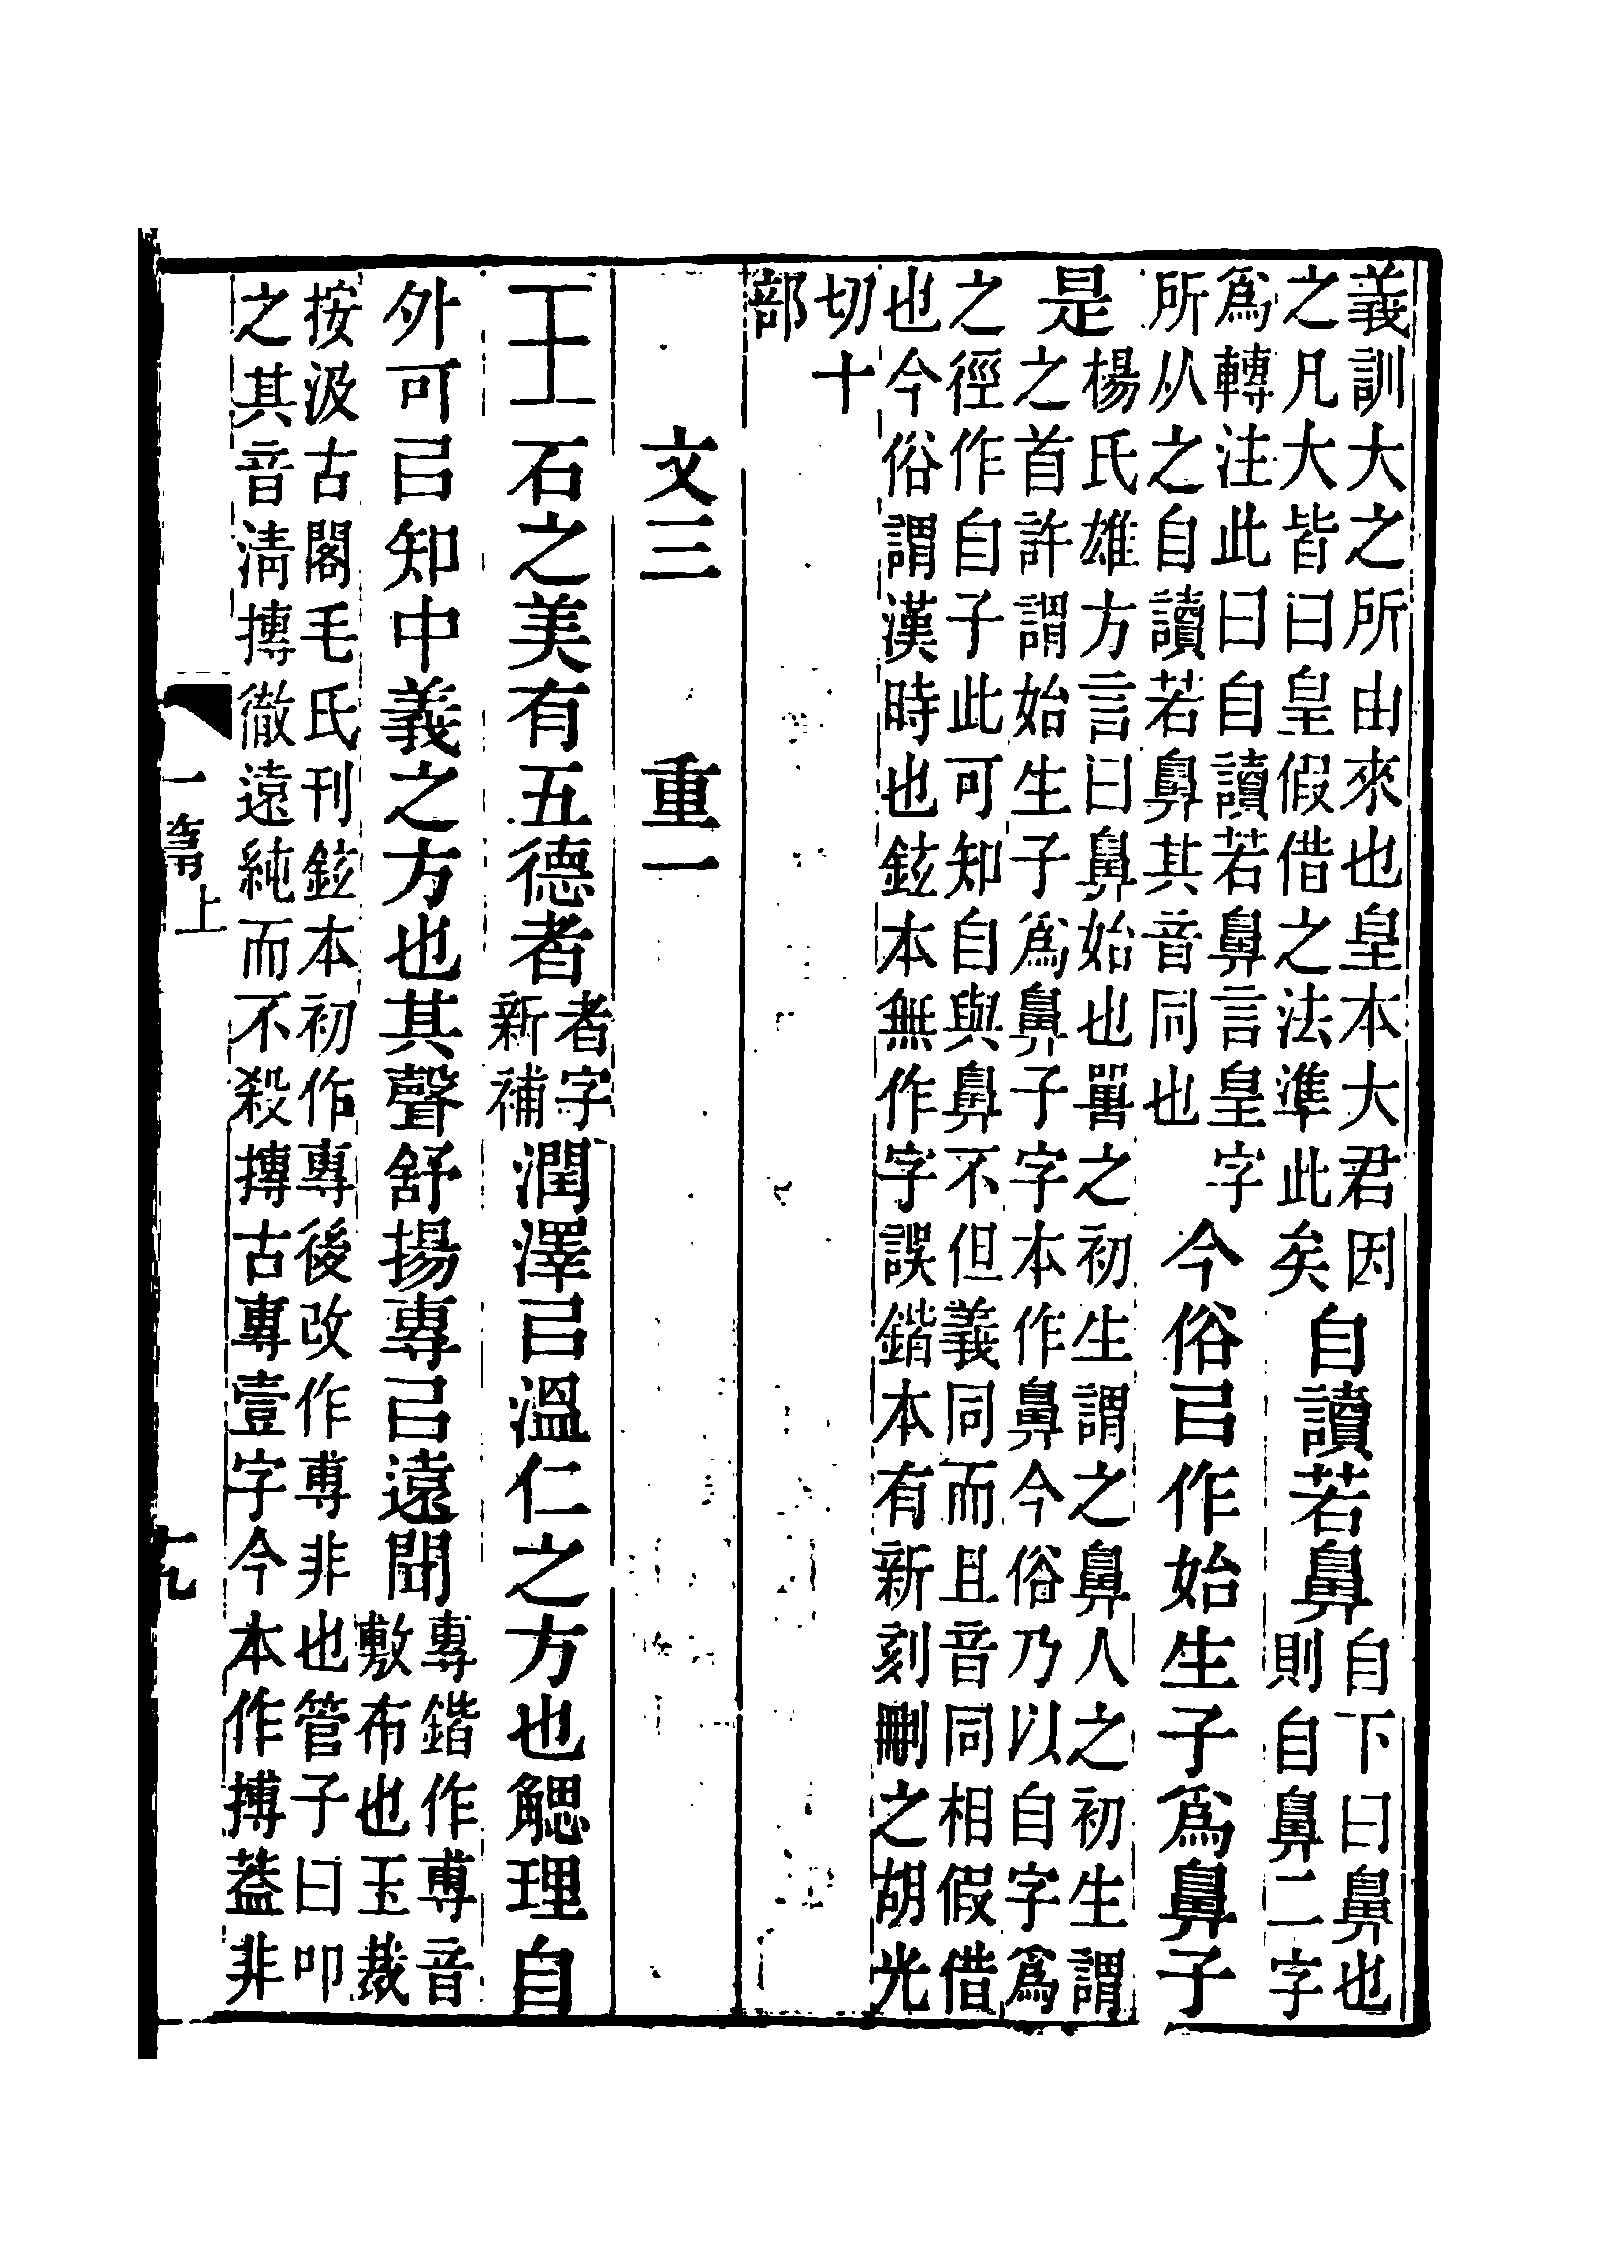 義訓大之所由來也皇本大君因
之凡大皆曰皇假借之法準此矣
自讀若鼻
自下曰鼻也
則自鼻二字
爲轉注此曰自讀若鼻言皇字
所从之自讀若鼻其音同也
今俗㠯作始生子爲鼻子
是
楊氏雄方言曰鼻始也嘼之初生謂之鼻人之初生謂
之首許謂始生子爲鼻子字本作鼻今俗乃以自字爲
之徑作自子此可知自與鼻不但義同而且音同相假借
也今俗謂漢時也鉉本無作字誤鍇本有新刻刪之胡光
切十
部
文三 重一
王石之美有五德者
者字
新補
潤澤㠯溫仁之方也䚡理自
外可㠯知中義之方也其聲舒揚專㠯遠聞
專鍇作尃音
敷布也玉裁
按汲古閣毛氏刊鉉本初作專後改作尃非也管子曰叩
之其音清摶徹遠純而不殺摶古專壹字今本作搏蓋非
一篇上
十九